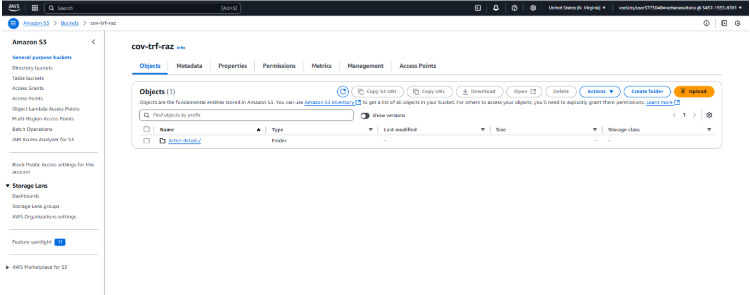 aws
Search
[Alt+S]
United States (N. Virginia)
Amazon S3
Buckets
cov-trf-raz
Amazon S3
General purpose buckets
Directory buckets
Table buckets
Access Grants
Access Points
Object Lambda Access Points
Multi-Region Access Points
Batch Operations
IAM Access Analyzer for S3
Block Public Access settings for this
account
Storage Lens
Dashboards
Storage Lens groups
AWS Organizations settings
Feature spotlight 11
AWS Marketplace for S3
cov-trf-raz Info
Objects
Metadata
Properties
Permissions
Metrics
Management
Access Points
Objects (1)
Copy S3 URI
Copy URL
Download
Open
Delete
Actions
Create folder
Upload
Objects are the fundamental entities stored in Amazon S3. You can use Amazon S3 inventory to get a list of all objects in your bucket. For others to access your objects, you'll need to explicitly grant them permissions. Learn more
Find objects by prefix
Show versions
1
Name
Type
Last modified
Size
Storage class
Artist-details/
Folder
-
-
-